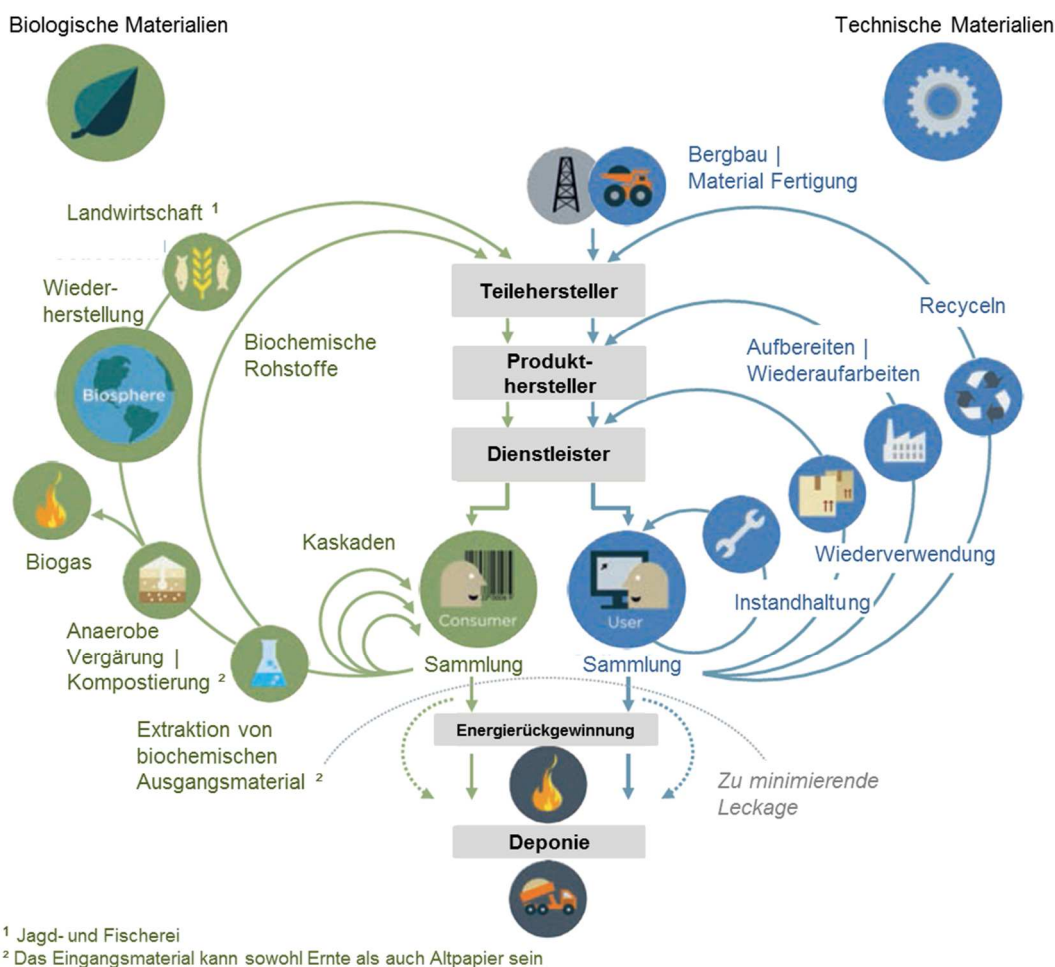 Biologische Materialien
Technische Materialien
Bergbau |
Material Fertigung
Landwirtschaft ¹
Wieder-
herstellung
Biosphere
Biochemische
Rohstoffe
Teilehersteller
Recyceln
Produkt-
hersteller
Aufbereiten |
Wiederaufarbeiten
Dienstleister
Biogas
Kaskaden
Consumer
User
Wiederverwendung
Instandhaltung
Anaerobe
Vergärung |
Kompostierung ²
Sammlung
Sammlung
Extraktion von
biochemischen
Ausgangsmaterial ²
Energierückgewinnung
Zu minimierende
Leckage
Deponie
¹ Jagd- und Fischerei
² Das Eingangsmaterial kann sowohl Ernte als auch Altpapier sein